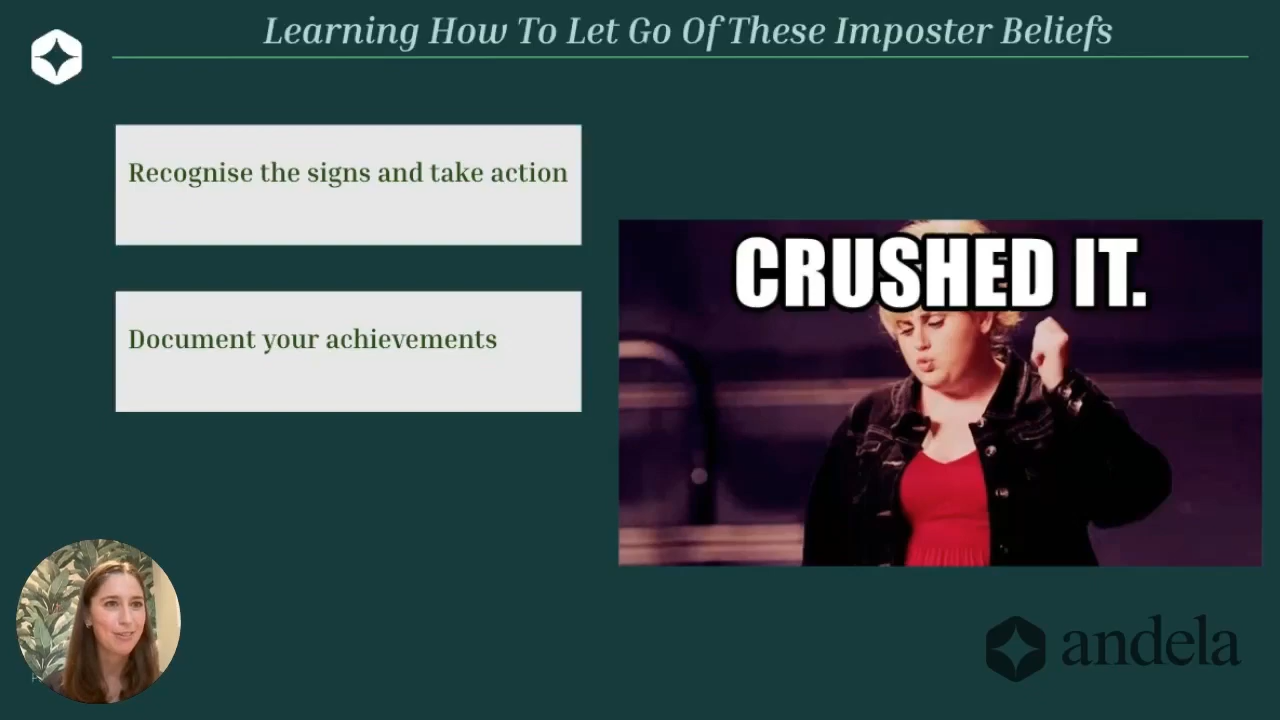 Learning How To Let Go Of These Imposter Beliefs
Recognise the signs and take action
CRUSHED IT.
Document your achievements
andela